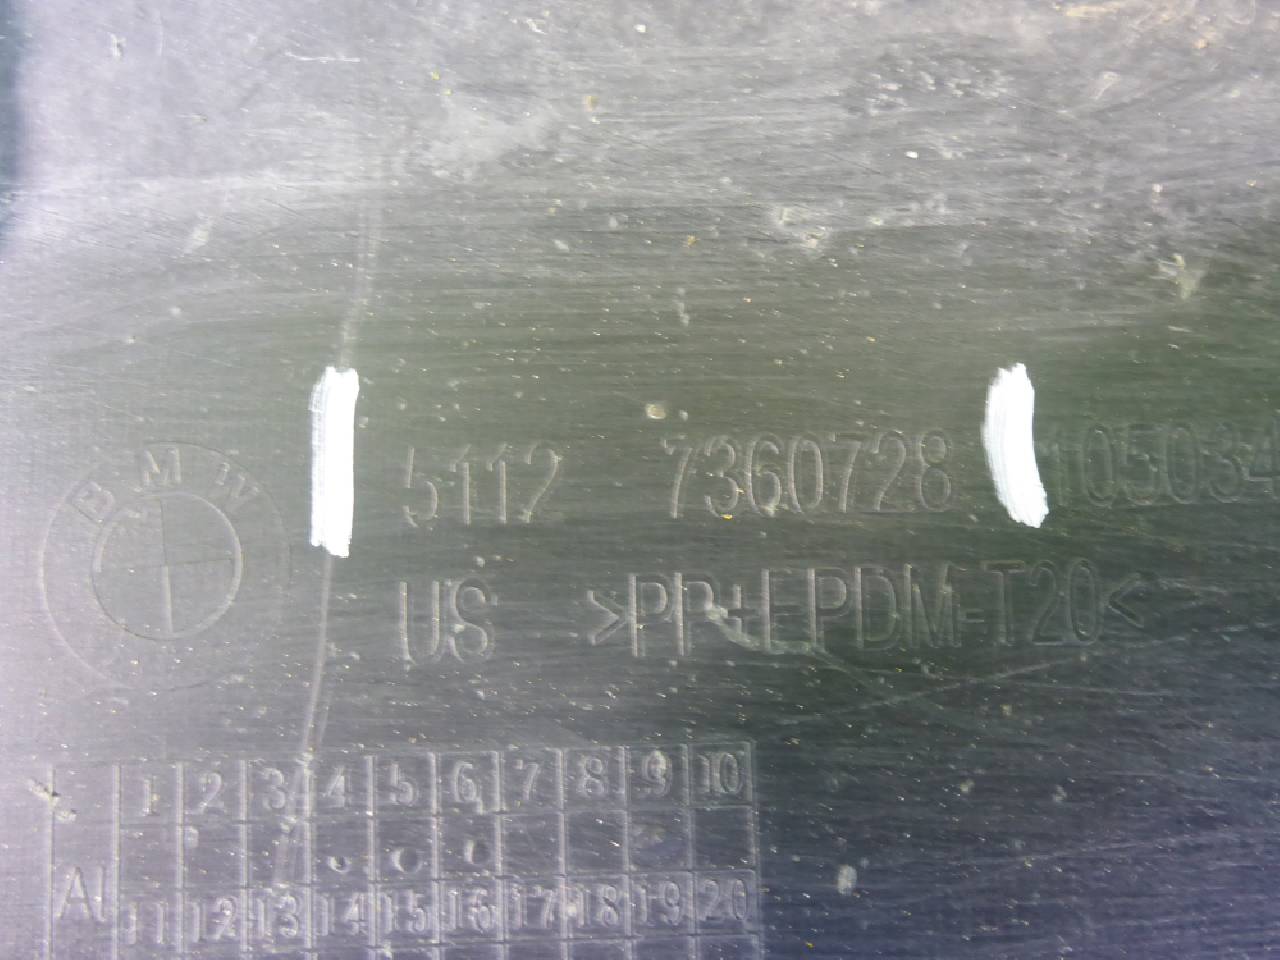 BMW 5112 7360728 105034
US >PP+EPDM-T20<
1 2 3 4 5 6 7 8 9 10
AI
11 12 13 14 15 16 17 18 19 20